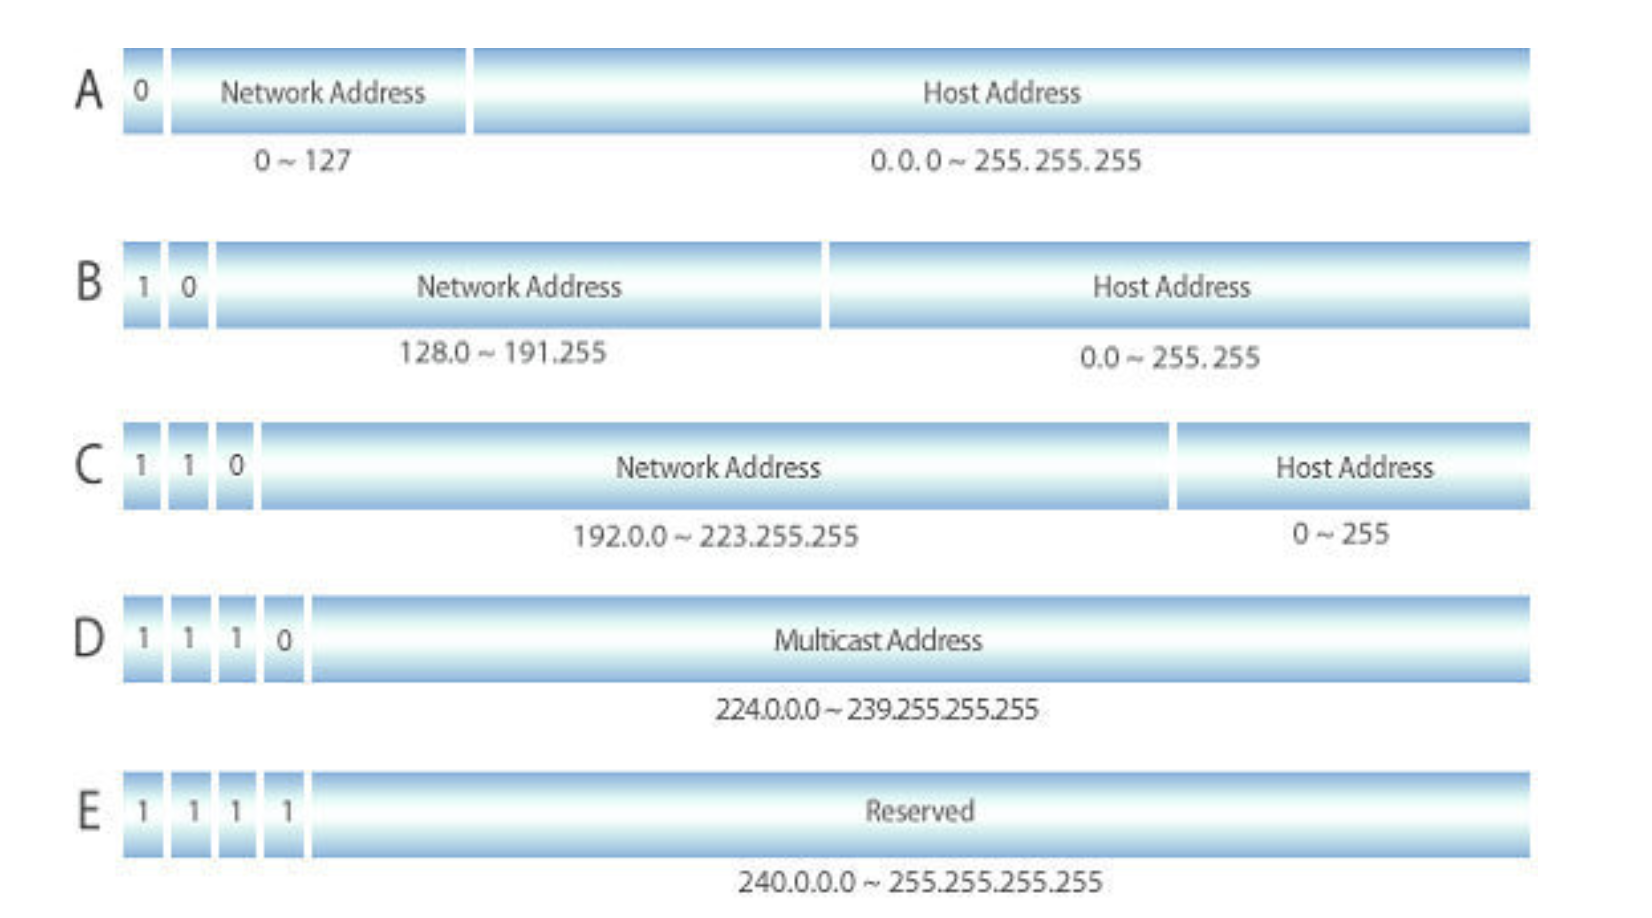 A 0 Network Address Host Address
0 ~ 127 0.0.0 ~ 255.255.255
B 1 0 Network Address Host Address
128.0 ~ 191.255 0.0 ~ 255.255
C 1 1 0 Network Address Host Address
192.0.0 ~ 223.255.255 0 ~ 255
D 1 1 1 0 Multicast Address
224.0.0.0 ~ 239.255.255.255
E 1 1 1 1 Reserved
240.0.0.0 ~ 255.255.255.255